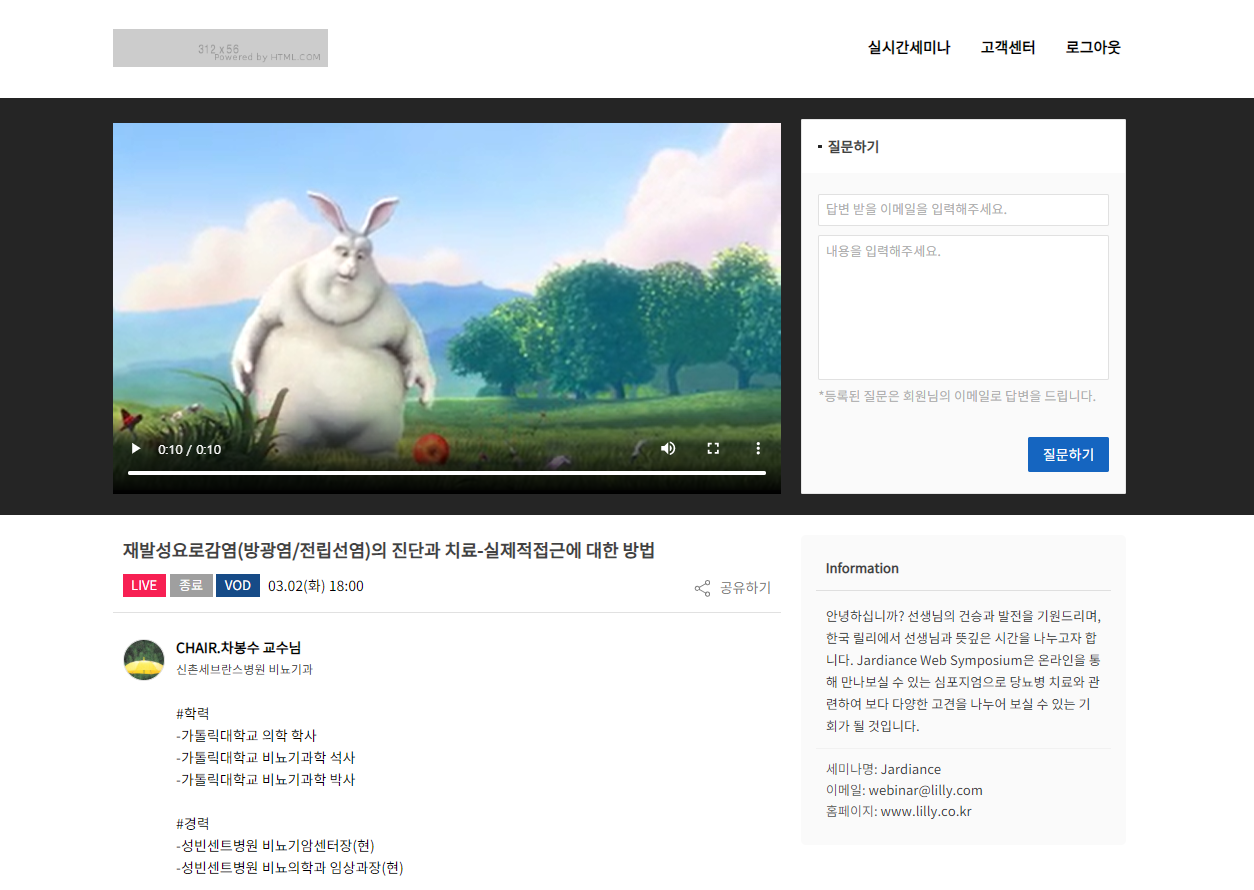 312 x 56
Powered by HTML.COM
실시간세미나 고객센터 로그아웃
0:10 / 0:10
질문하기
답변 받을 이메일을 입력해주세요.
내용을 입력해주세요.
*등록된 질문은 회원님의 이메일로 답변을 드립니다.
질문하기
재발성요로감염(방광염/전립선염)의 진단과 치료-실제적접근에 대한 방법
LIVE 종료 VOD 03.02(화) 18:00
공유하기
CHAIR.차봉수 교수님
신촌세브란스병원 비뇨기과
#학력
-가톨릭대학교 의학 학사
-가톨릭대학교 비뇨기과학 석사
-가톨릭대학교 비뇨기과학 박사
#경력
-성빈센트병원 비뇨기암센터장(현)
-성빈센트병원 비뇨의학과 임상과장(현)
Information
안녕하십니까? 선생님의 건승과 발전을 기원드리며,
한국 릴리에서 선생님과 뜻깊은 시간을 나누고자 합
니다. Jardiance Web Symposium은 온라인을 통
해 만나보실 수 있는 심포지엄으로 당뇨병 치료와 관
련하여 보다 다양한 고견을 나누어 보실 수 있는 기
회가 될 것입니다.
세미나명: Jardiance
이메일: webinar@lilly.com
홈페이지: www.lilly.co.kr